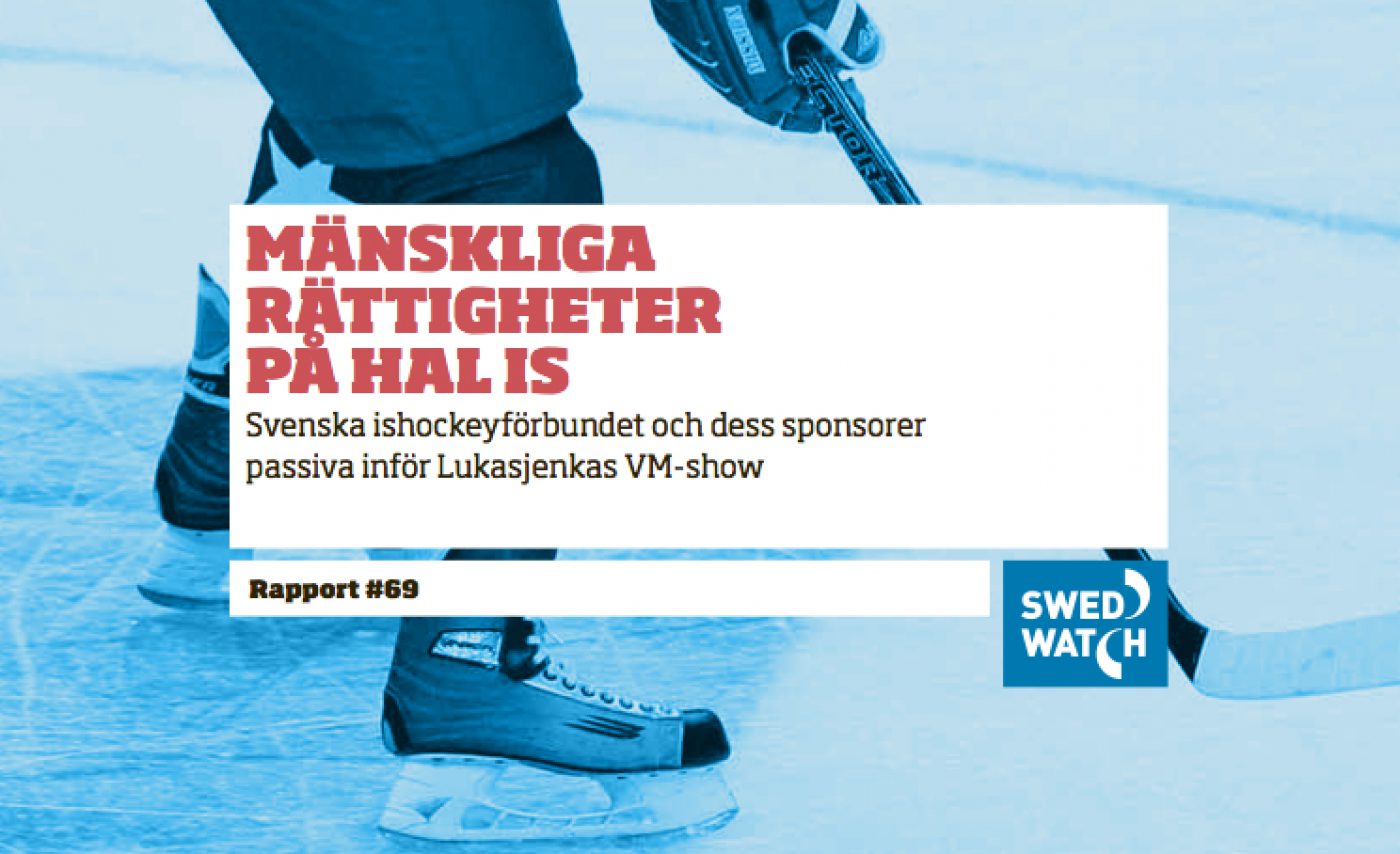 MÄNSKLIGA
RÄTTIGHETER
PÅ HAL IS
Svenska ishockeyförbundet och dess sponsorer
passiva inför Lukasjenkas VM-show
Rapport #69
SWED
WATCH